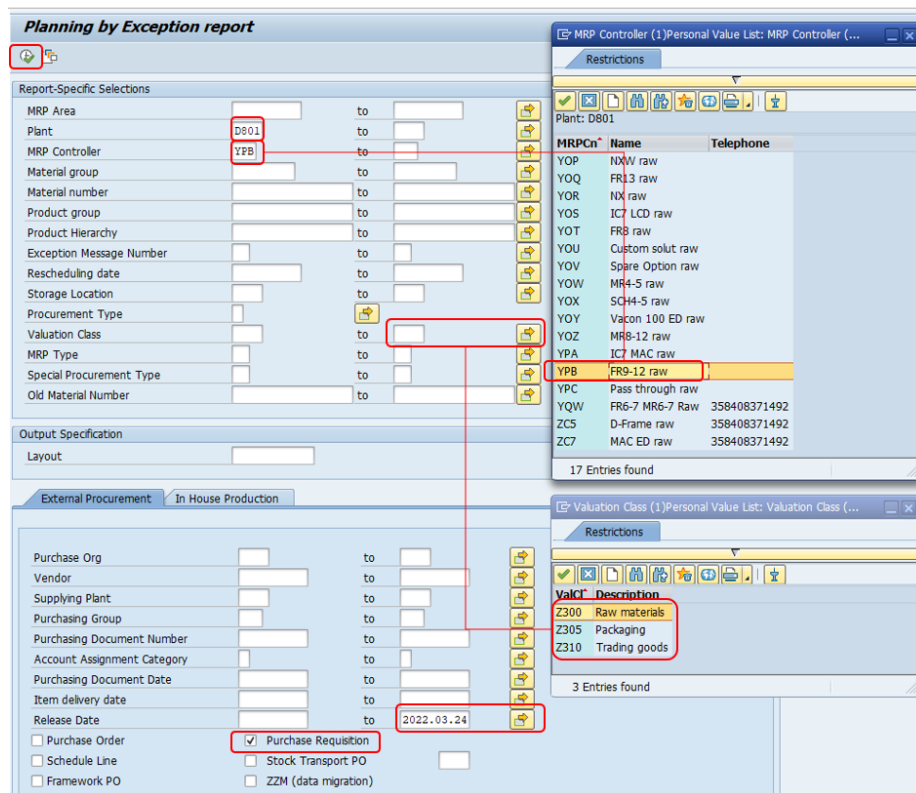 Planning by Exception report
Report-Specific Selections
MRP Area to
Plant D801 to
MRP Controller YPB to
Material group to
Material number to
Product group to
Product Hierarchy to
Exception Message Number to
Rescheduling date to
Storage Location to
Procurement Type
Valuation Class to
MRP Type to
Special Procurement Type to
Old Material Number to
Output Specification
Layout
External Procurement In House Production
Purchase Org to
Vendor to
Supplying Plant to
Purchasing Group to
Purchasing Document Number to
Account Assignment Category to
Purchasing Document Date to
Item delivery date to
Release Date to 2022.03.24
Purchase Order Purchase Requisition
Schedule Line Stock Transport PO
Framework PO ZZM (data migration)
MRP Controller (1)Personal Value List: MRP Controller (...
Restrictions
Plant: D801
MRPCn Name Telephone
YOP NXW raw
YOQ FR13 raw
YOR NX raw
YOS IC7 LCD raw
YOT FR8 raw
YOU Custom solut raw
YOV Spare Option raw
YOW MR4-5 raw
YOX SCH4-5 raw
YOY Vacon 100 ED raw
YOZ MR8-12 raw
YPA IC7 MAC raw
YPB FR9-12 raw
YPC Pass through raw
YQW FR6-7 MR6-7 Raw 358408371492
ZC5 D-Frame raw 358408371492
ZC7 MAC ED raw 358408371492
17 Entries found
Valuation Class (1)Personal Value List: Valuation Class (...
Restrictions
ValCl Description
Z300 Raw materials
Z305 Packaging
Z310 Trading goods
3 Entries found